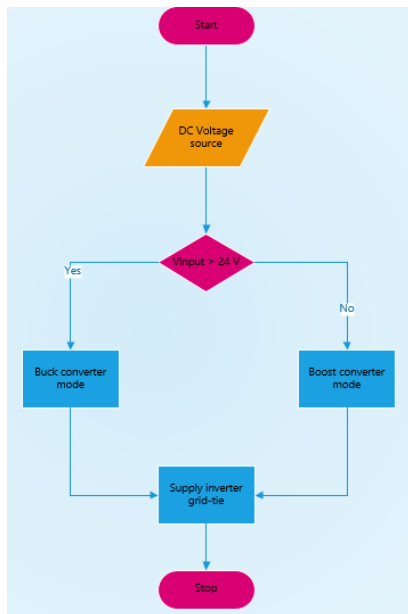 Start
DC Voltage
source
Vinput > 24 V
Yes
No
Buck converter
mode
Boost converter
mode
Supply inverter
grid-tie
Stop